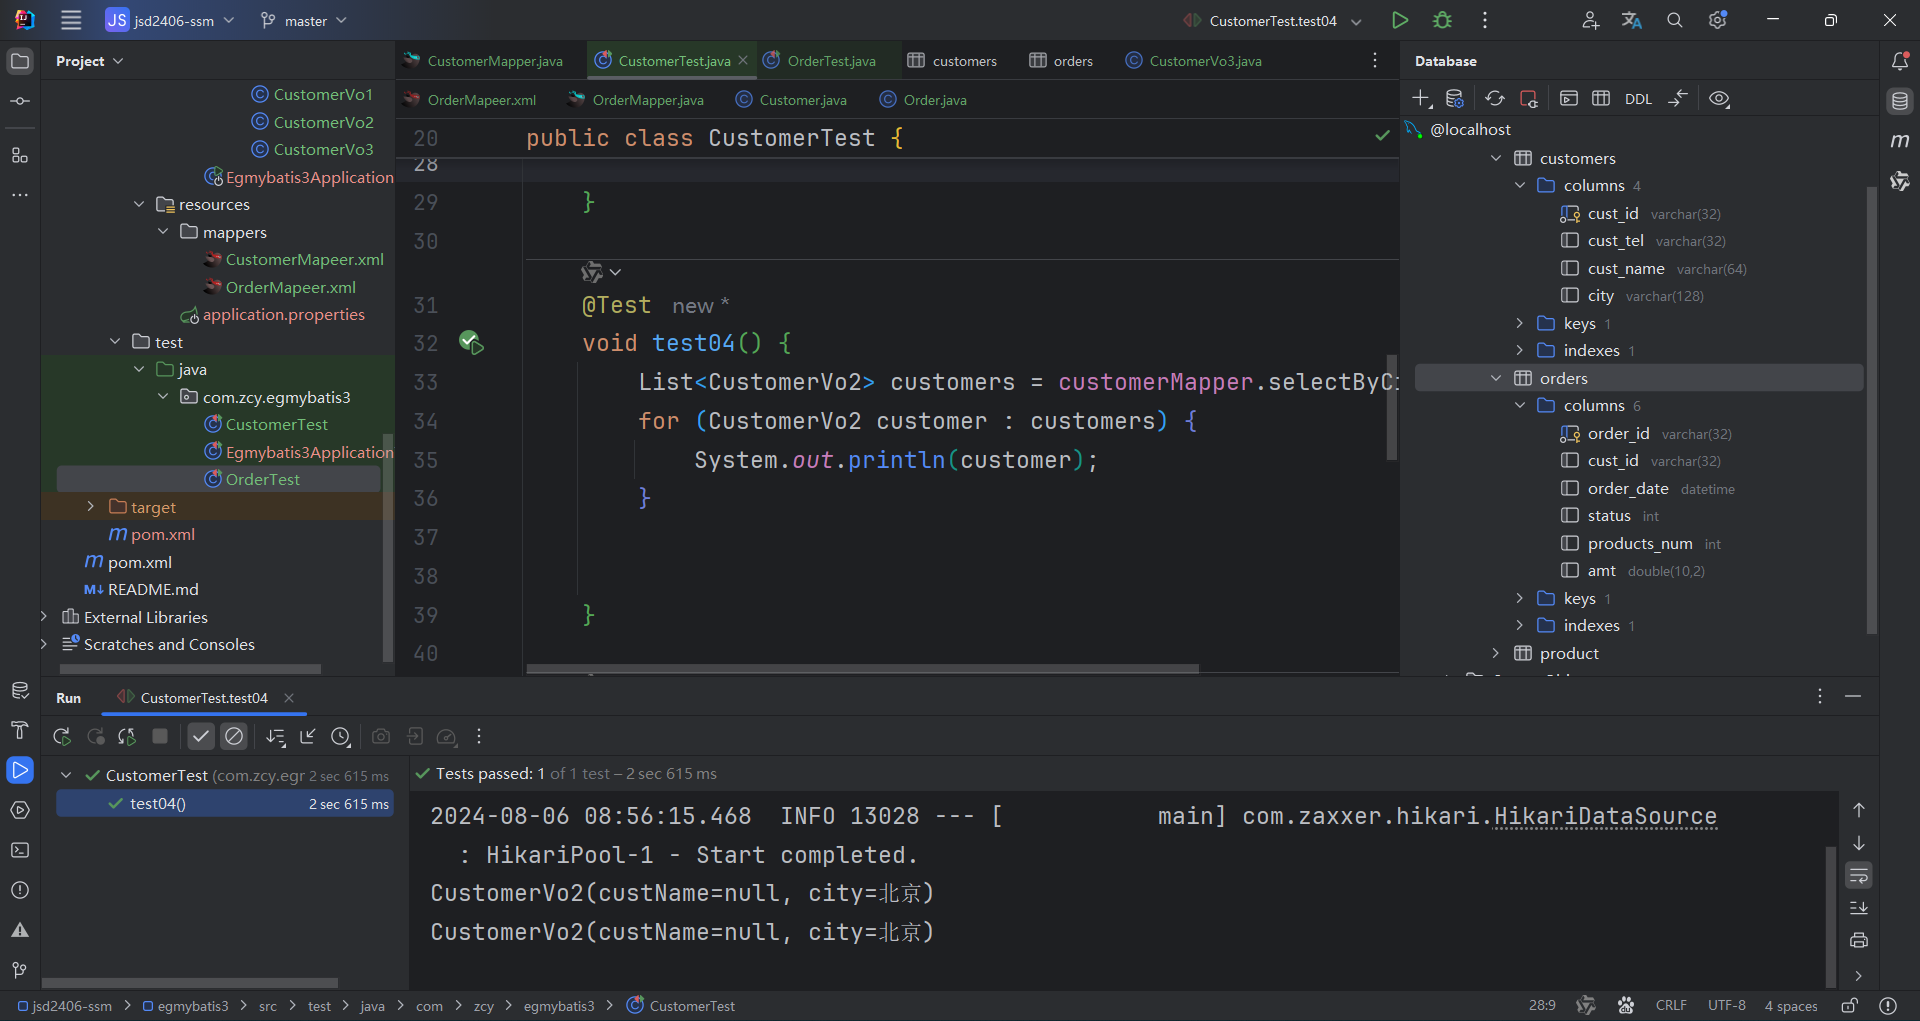 JS jsd2406-ssm master CustomerTest.test04
Project
CustomerVo1
CustomerVo2
CustomerVo3
Egmybatis3Application
resources
mappers
CustomerMapeer.xml
OrderMapeer.xml
application.properties
test
java
com.zcy.egmybatis3
CustomerTest
Egmybatis3Application
OrderTest
target
pom.xml
pom.xml
README.md
External Libraries
Scratches and Consoles
CustomerMapper.java CustomerTest.java OrderTest.java customers orders CustomerVo3.java
OrderMapeer.xml OrderMapper.java Customer.java Order.java
20 public class CustomerTest {
28
29 }
30
31 @Test new *
32 void test04() {
33 List<CustomerVo2> customers = customerMapper.selectByC
34 for (CustomerVo2 customer : customers) {
35 System.out.println(customer);
36 }
37
38
39 }
40
Database
DDL
@localhost
customers
columns 4
cust_id varchar(32)
cust_tel varchar(32)
cust_name varchar(64)
city varchar(128)
keys 1
indexes 1
orders
columns 6
order_id varchar(32)
cust_id varchar(32)
order_date datetime
status int
products_num int
amt double(10,2)
keys 1
indexes 1
product
Run CustomerTest.test04
CustomerTest (com.zcy.egr 2 sec 615 ms
test04() 2 sec 615 ms
Tests passed: 1 of 1 test – 2 sec 615 ms
2024-08-06 08:56:15.468 INFO 13028 --- [ main] com.zaxxer.hikari.HikariDataSource
: HikariPool-1 - Start completed.
CustomerVo2(custName=null, city=北京)
CustomerVo2(custName=null, city=北京)
jsd2406-ssm > egmybatis3 > src > test > java > com > zcy > egmybatis3 > CustomerTest
28:9 CRLF UTF-8 4 spaces